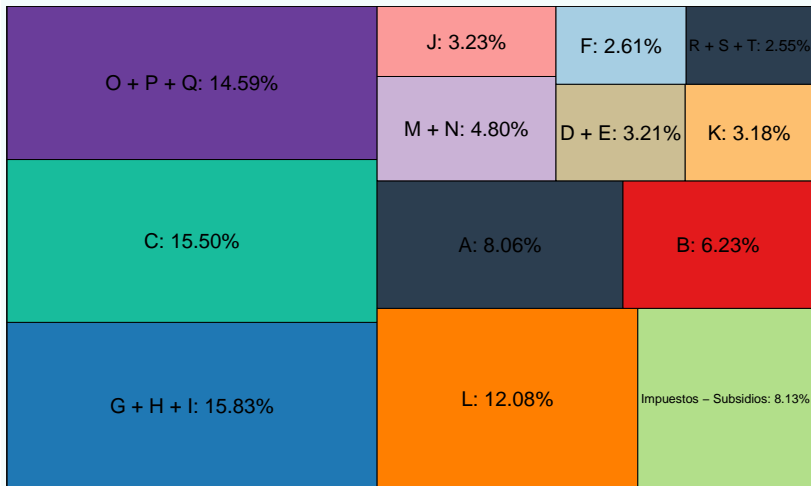 O + P + Q: 14.59%
C: 15.50%
G + H + I: 15.83%
J: 3.23%
M + N: 4.80%
F: 2.61%
R + S + T: 2.55%
D + E: 3.21%
K: 3.18%
A: 8.06%
B: 6.23%
L: 12.08%
Impuestos − Subsidios: 8.13%